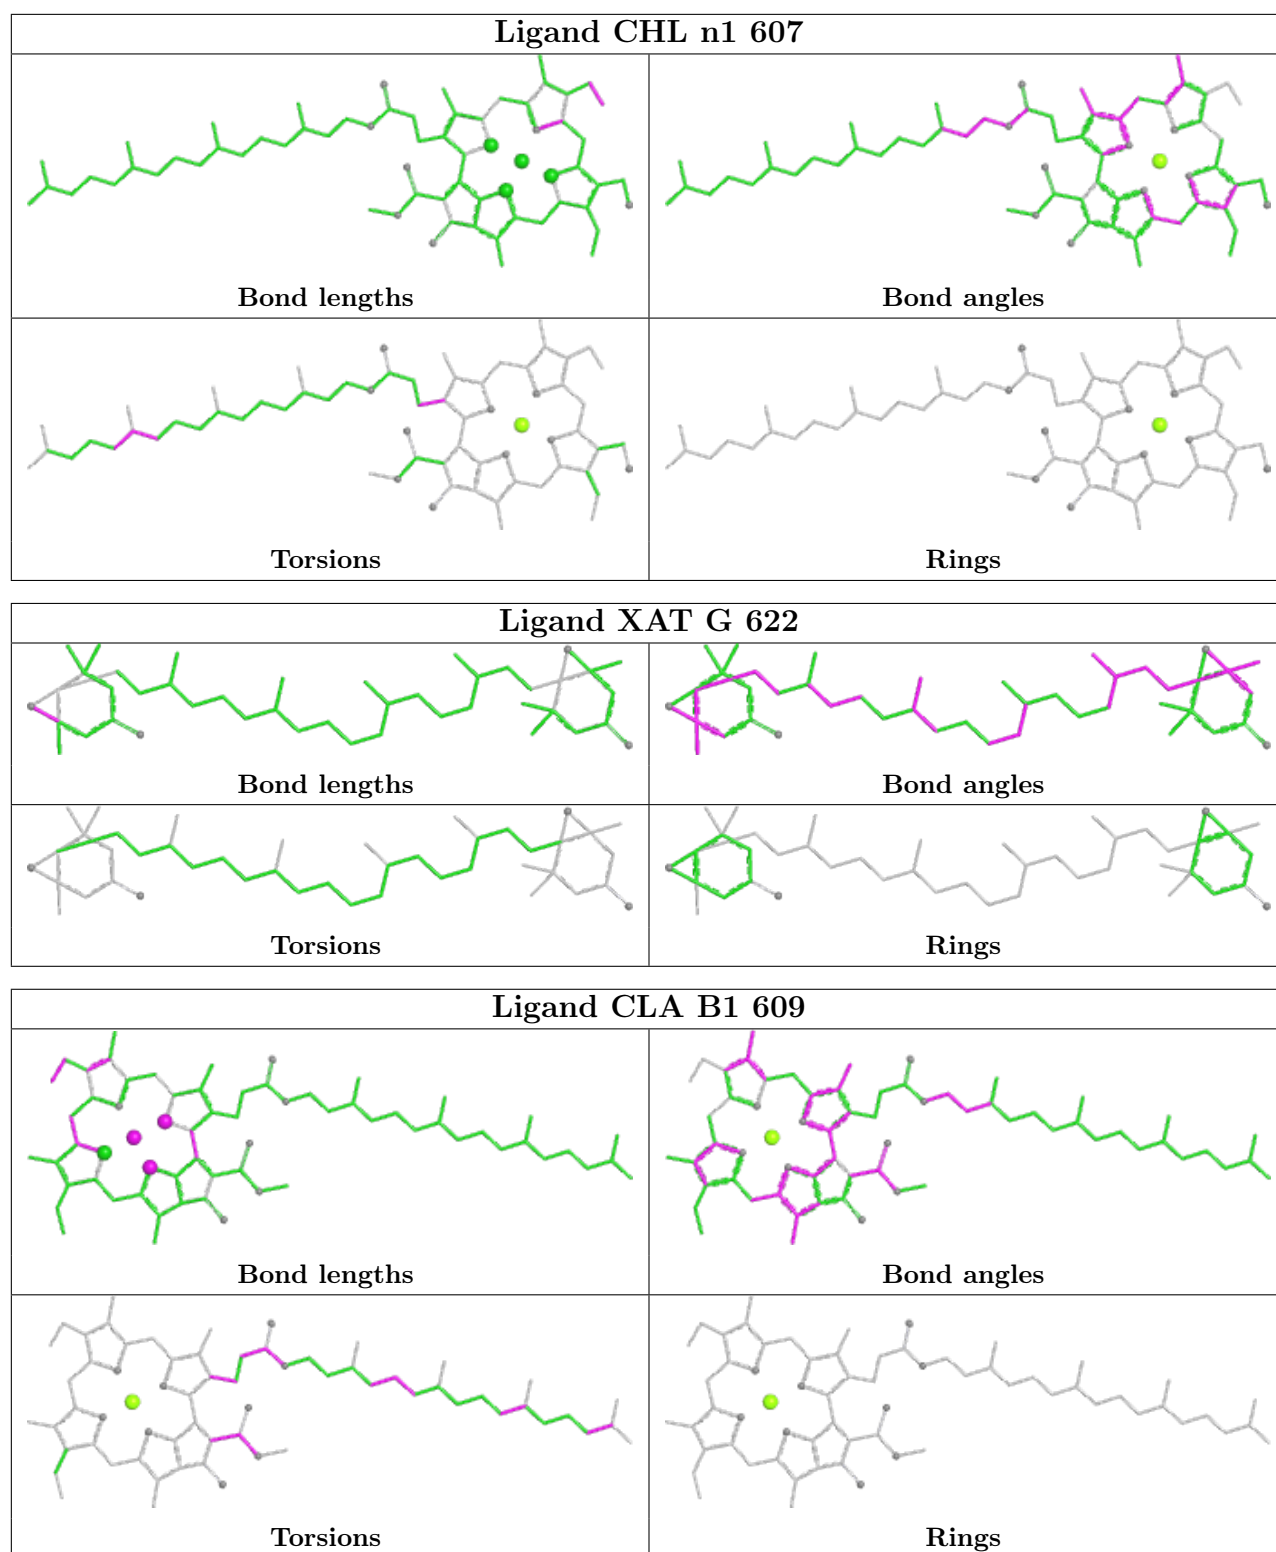 Ligand CHL n1 607
Bond lengths
Bond angles
Torsions
Rings
Ligand XAT G 622
Bond lengths
Bond angles
Torsions
Rings
Ligand CLA B1 609
Bond lengths
Bond angles
Torsions
Rings